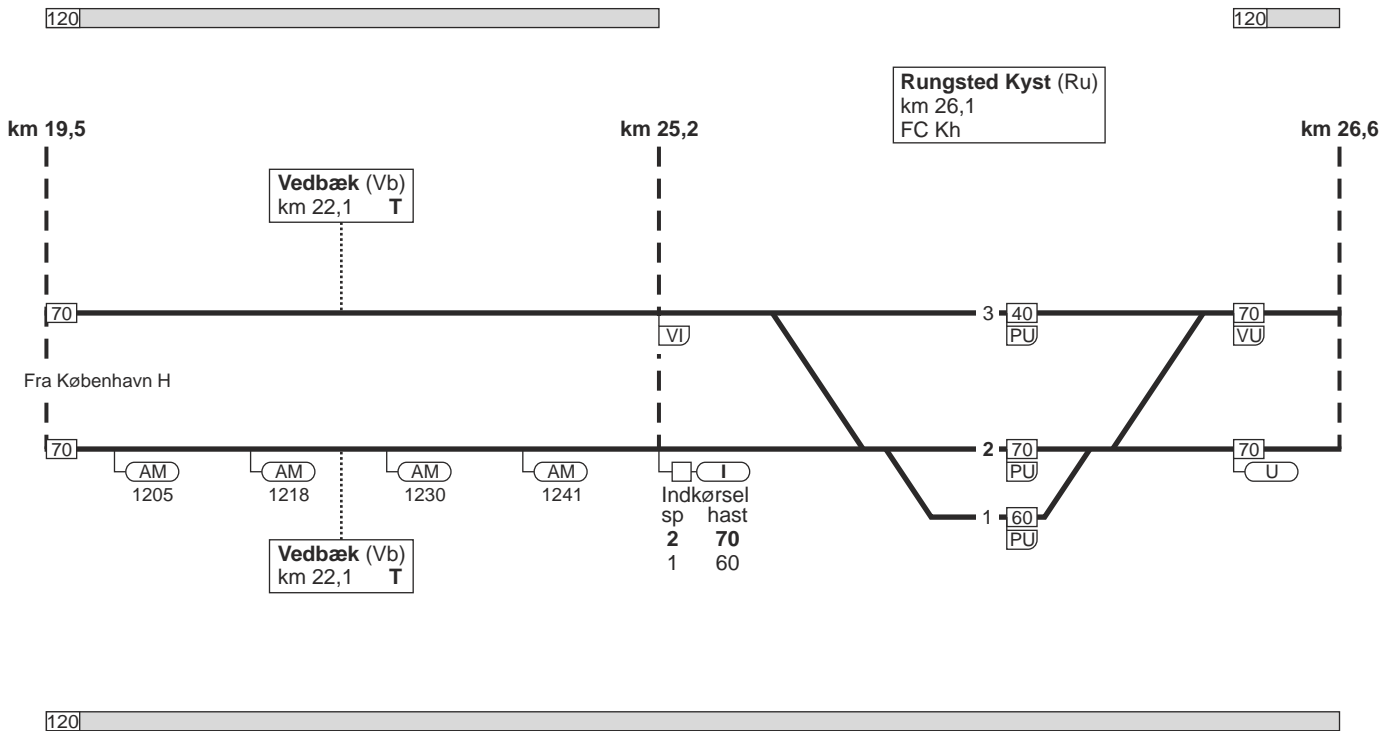 120
120
Rungsted Kyst (Ru)
km 26,1
FC Kh
km 19,5
km 25,2
km 26,6
Vedbæk (Vb)
km 22,1 T
70
3
40
70
VI
PU
VU
Fra København H
70
2
70
70
AM
AM
AM
AM
I
PU
U
1205
1218
1230
1241
Indkørsel
sp hast
2 70
1 60
1
60
PU
Vedbæk (Vb)
km 22,1 T
120